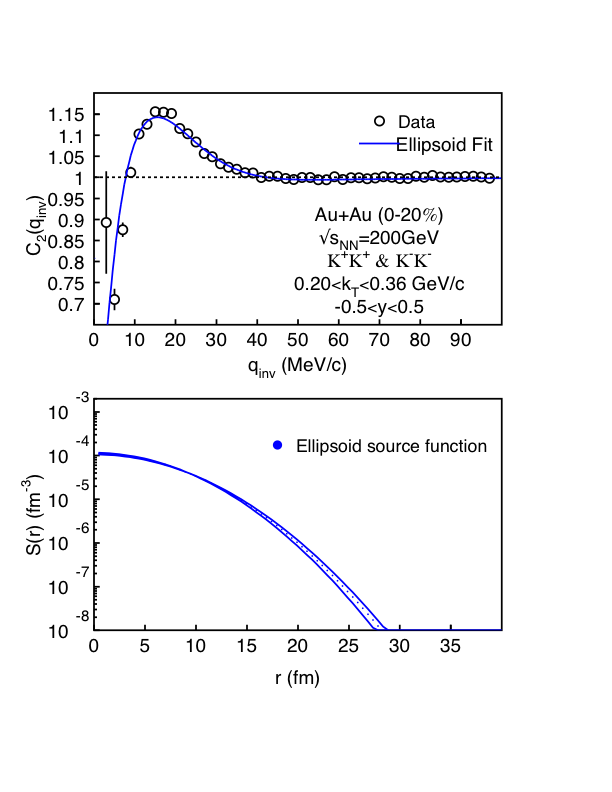 C2(qinv)
1.15
1.1
1.05
1
0.95
0.9
0.85
0.8
0.75
0.7
Data
Ellipsoid Fit
Au+Au (0-20%)
√sNN=200GeV
K+K+ & K-K-
0.20<kT<0.36 GeV/c
-0.5<y<0.5
0 10 20 30 40 50 60 70 80 90
qinv (MeV/c)
S(r) (fm-3)
10-3
10-4
10-5
10-6
10-7
10-8
Ellipsoid source function
0 5 10 15 20 25 30 35
r (fm)